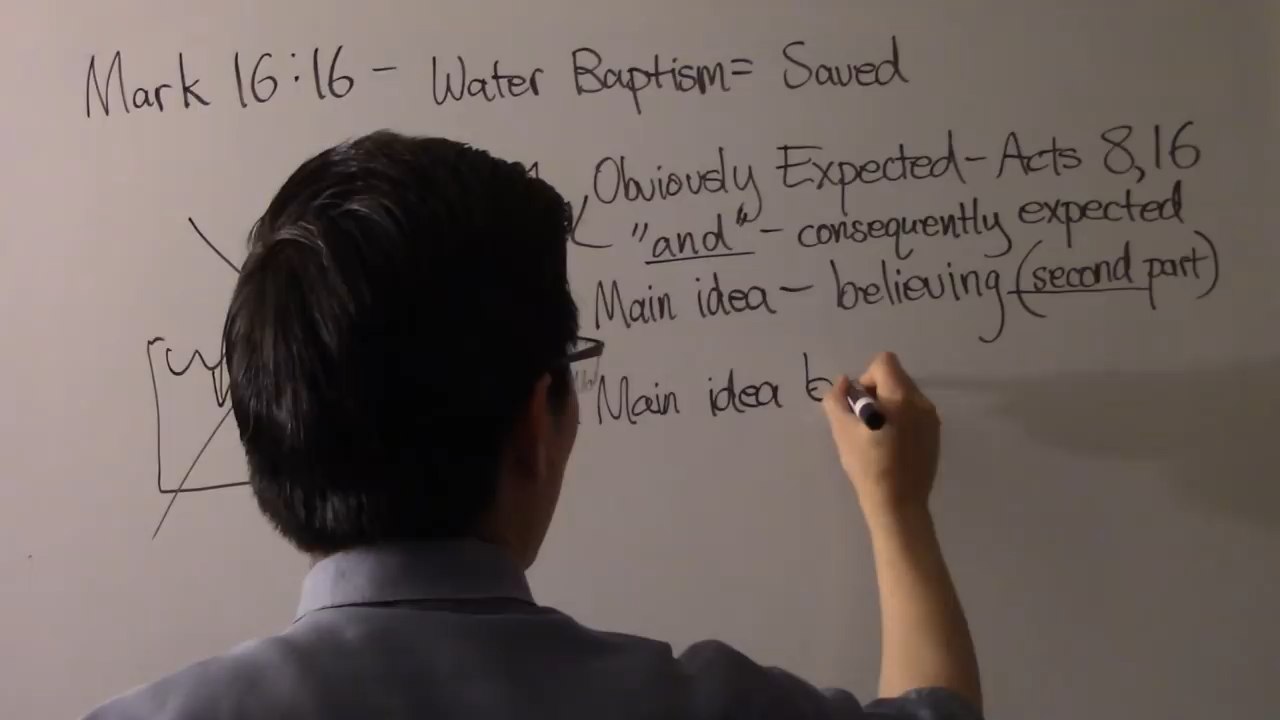 Mark 16:16 - Water Baptism = Saved
Obviously Expected - Acts 8,16
"and" - consequently expected
Main idea - believing (second part)
Main idea